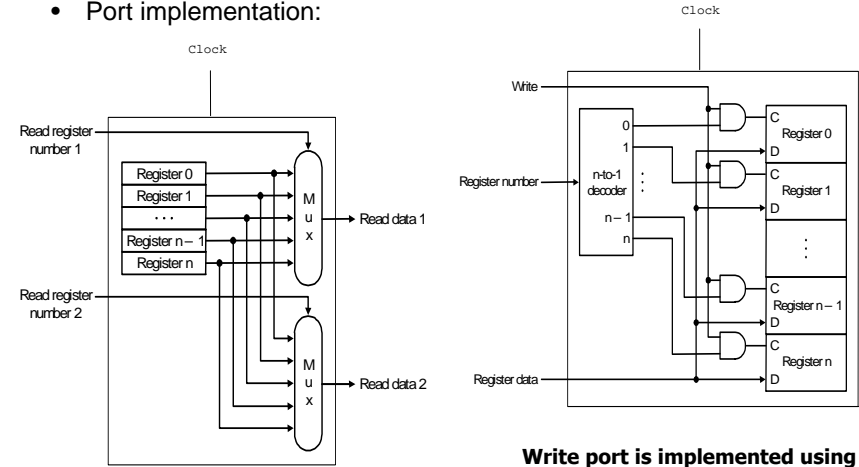 • Port implementation:
Clock
Read register
number 1
Register 0
Register 1
. . .
Register n – 1
Register n
M
u
x
Read data 1
Read register
number 2
M
u
x
Read data 2
Clock
Write
Register number
n-to-1
decoder
0
1
n – 1
n
C
Register 0
D
C
Register 1
D
C
Register n – 1
D
C
Register n
D
Register data
Write port is implemented using